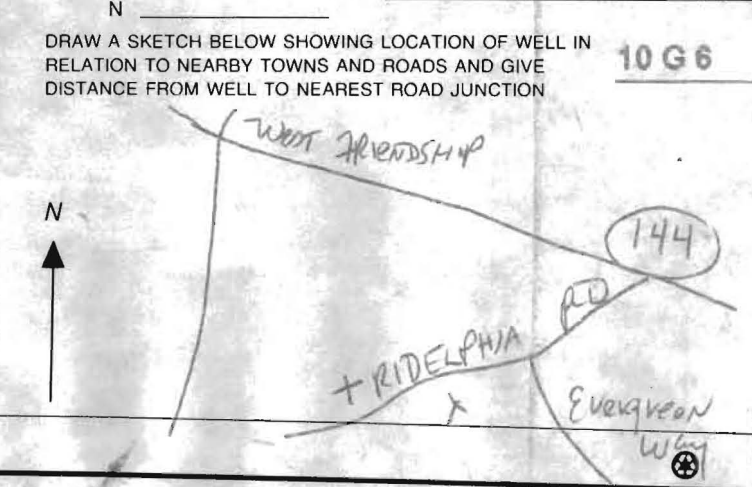 N
DRAW A SKETCH BELOW SHOWING LOCATION OF WELL IN
RELATION TO NEARBY TOWNS AND ROADS AND GIVE
DISTANCE FROM WELL TO NEAREST ROAD JUNCTION
10 G 6
WEST FRIENDSHIP
N
144
TRIDELPHIA RD
X
Evergreen
Way